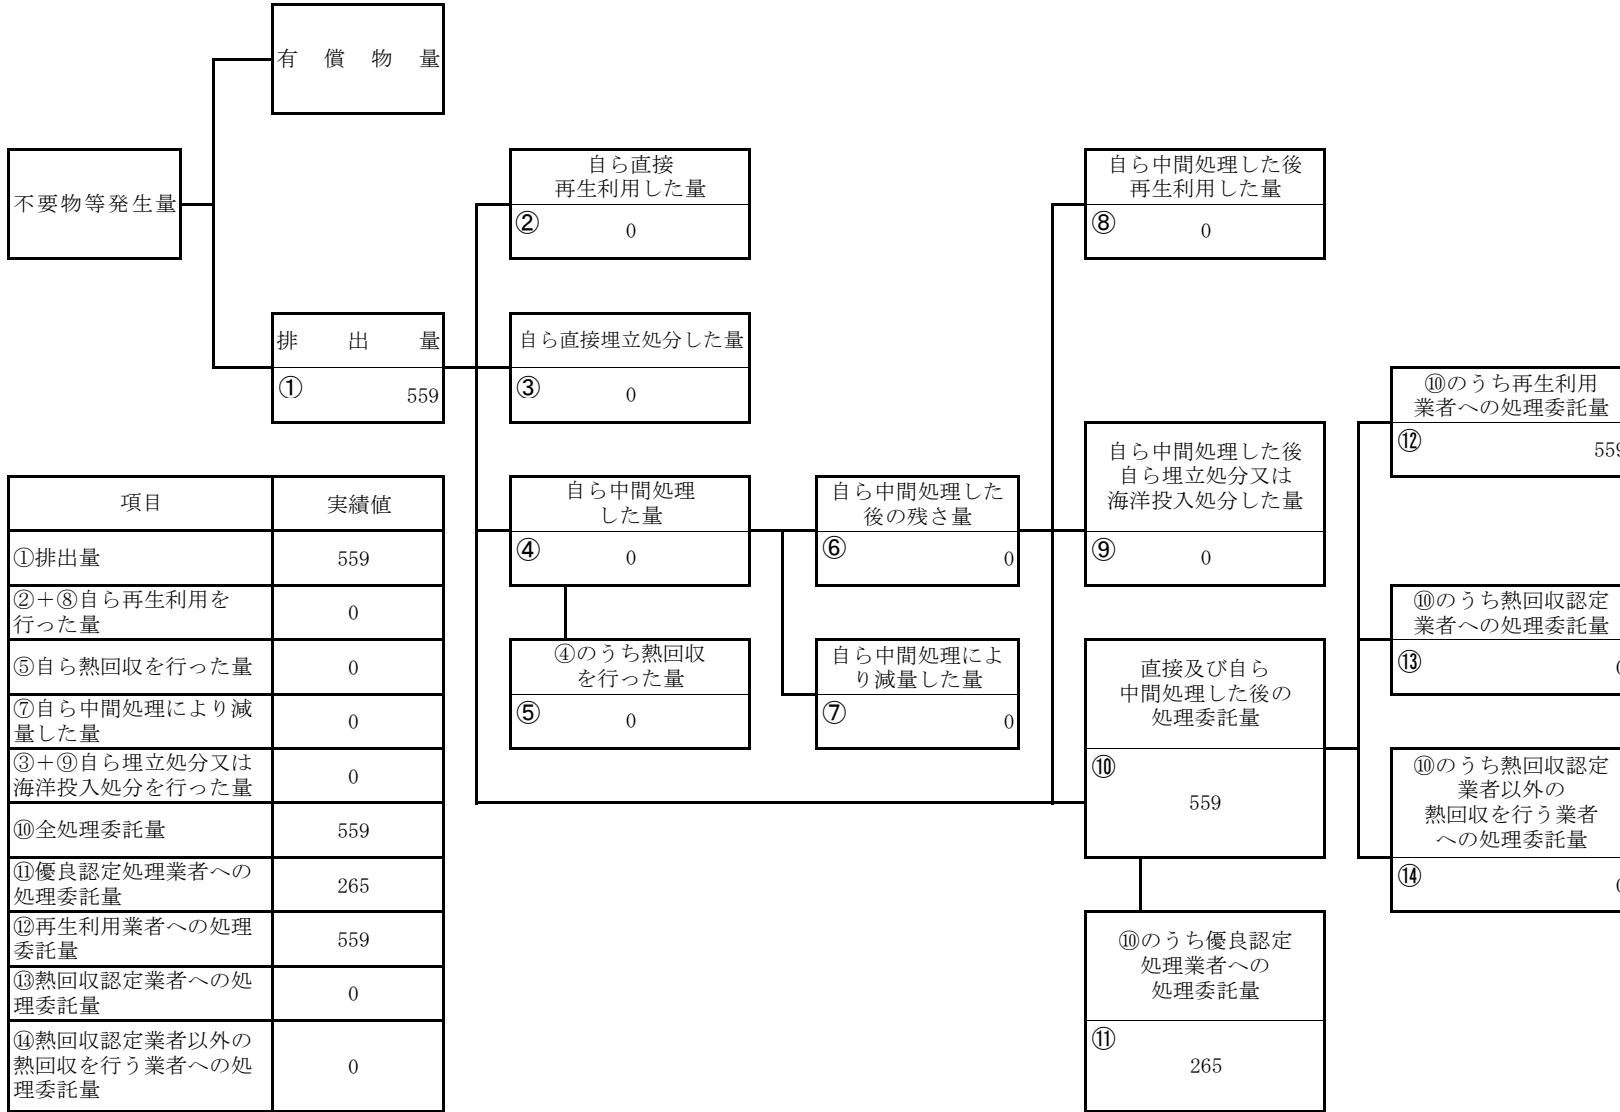 有償物量
不要物等発生量
排出量
①
559
自ら直接
再生利用した量
②
0
自ら直接埋立処分した量
③
0
自ら中間処理
した量
④
0
④のうち熱回収
を行った量
⑤
0
自ら中間処理した
後の残さ量
⑥
0
自ら中間処理によ
り減量した量
⑦
0
自ら中間処理した後
再生利用した量
⑧
0
自ら中間処理した後
自ら埋立処分又は
海洋投入処分した量
⑨
0
直接及び自ら
中間処理した後の
処理委託量
⑩
559
⑩のうち優良認定
処理業者への
処理委託量
⑪
265
⑩のうち再生利用
業者への処理委託量
⑫
559
⑩のうち熱回収認定
業者への処理委託量
⑬
0
⑩のうち熱回収認定
業者以外の
熱回収を行う業者
への処理委託量
⑭
0
項目 実績値
①排出量 559
②＋⑧自ら再生利用を
行った量
0
⑤自ら熱回収を行った量 0
⑦自ら中間処理により減
量した量
0
③＋⑨自ら埋立処分又は
海洋投入処分を行った量
0
⑩全処理委託量 559
⑪優良認定処理業者への
処理委託量
265
⑫再生利用業者への処理
委託量
559
⑬熱回収認定業者への処
理委託量
0
⑭熱回収認定業者以外の
熱回収を行う業者への処
理委託量
0